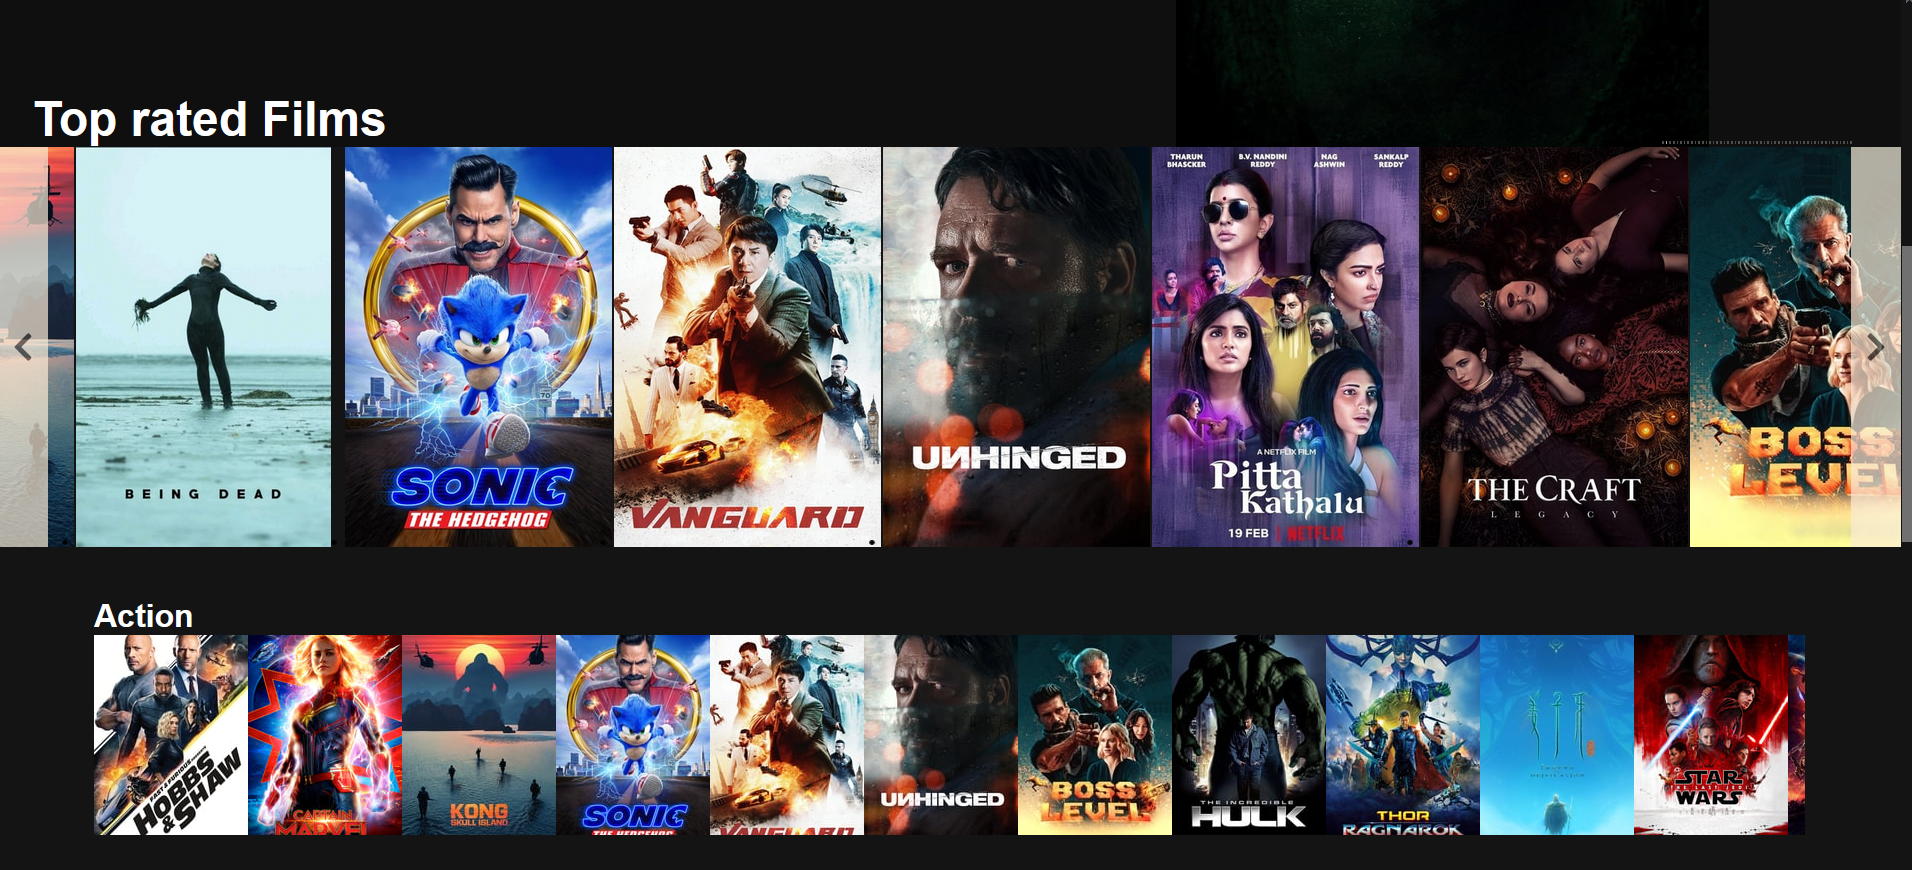 Top rated Films
BEING DEAD
SONIC
THE HEDGEHOG
VANGUARD
UNHINGED
THARUN BHASCKER
B.V. NANDINI REDDY
NAG ASHWIN
SANKALP REDDY
A NETFLIX FILM
Pitta
Kathalu
19 FEB | NETFLIX
THE CRAFT
LEGACY
BOSS
LEVEL
Action
FAST & FURIOUS
HOBBS
& SHAW
CAPTAIN
MARVEL
KONG
SKULL ISLAND
SONIC
THE HEDGEHOG
VANGUARD
UNHINGED
BOSS
LEVEL
THE INCREDIBLE
HULK
THOR
RAGNAROK
STAR
THE LAST JEDI
WARS